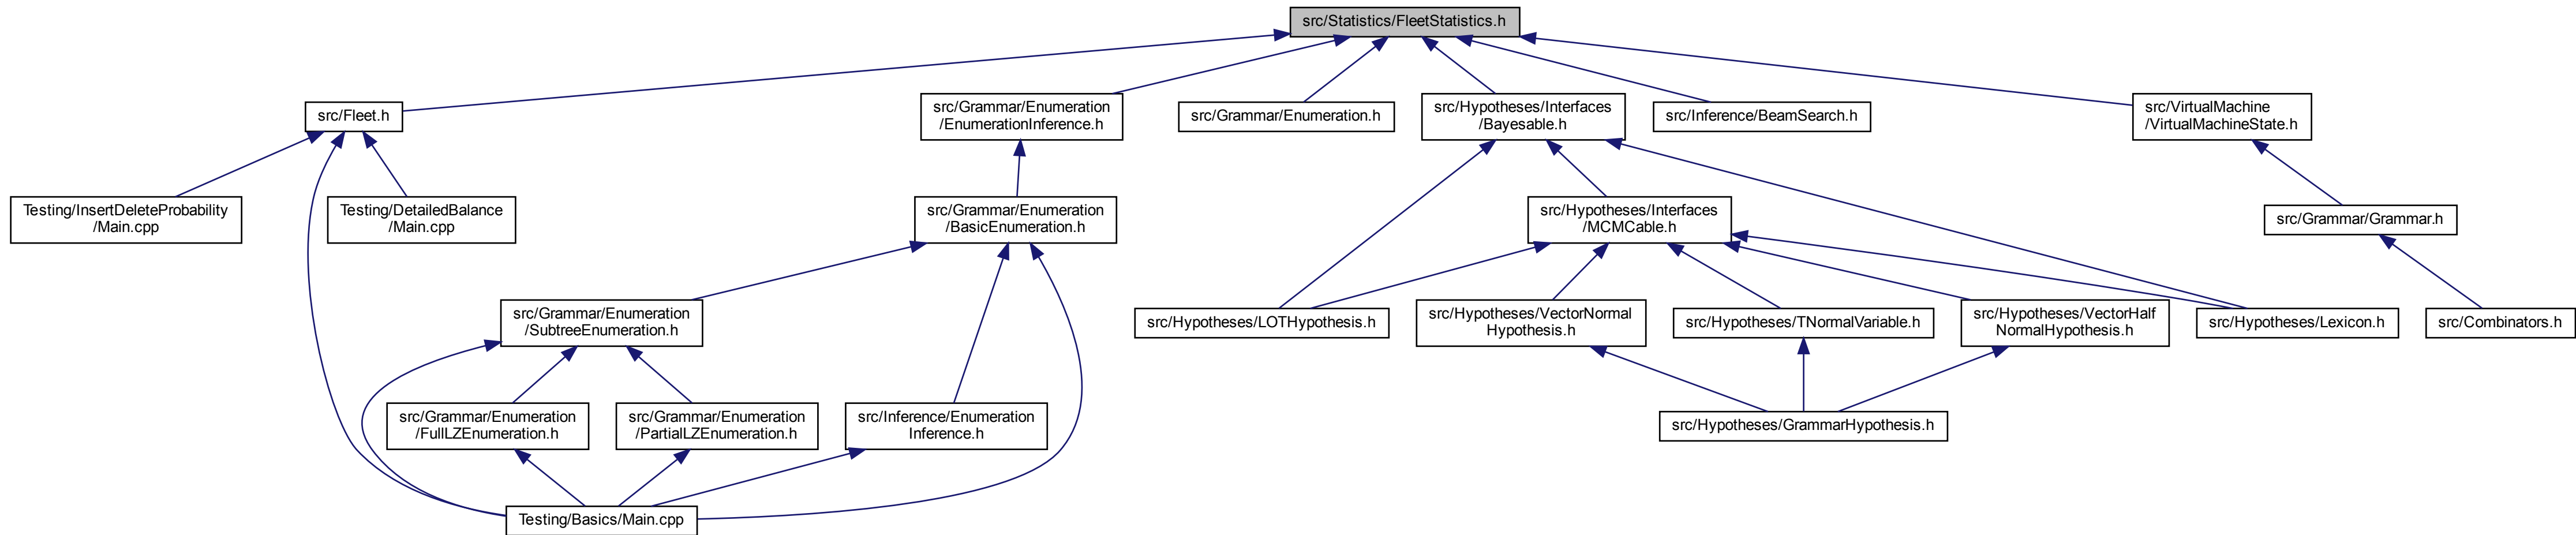 src/Statistics/FleetStatistics.h
src/Fleet.h
src/Grammar/Enumeration
/EnumerationInference.h
src/Grammar/Enumeration.h
src/Hypotheses/Interfaces
/Bayesable.h
src/Inference/BeamSearch.h
src/VirtualMachine
/VirtualMachineState.h
Testing/InsertDeleteProbability
/Main.cpp
Testing/DetailedBalance
/Main.cpp
src/Grammar/Enumeration
/BasicEnumeration.h
src/Hypotheses/Interfaces
/MCMCable.h
src/Grammar/Grammar.h
src/Grammar/Enumeration
/SubtreeEnumeration.h
src/Hypotheses/LOTHypothesis.h
src/Hypotheses/VectorNormal
Hypothesis.h
src/Hypotheses/TNormalVariable.h
src/Hypotheses/VectorHalf
NormalHypothesis.h
src/Hypotheses/Lexicon.h
src/Combinators.h
src/Grammar/Enumeration
/FullLZEnumeration.h
src/Grammar/Enumeration
/PartialLZEnumeration.h
src/Inference/Enumeration
Inference.h
src/Hypotheses/GrammarHypothesis.h
Testing/Basics/Main.cpp